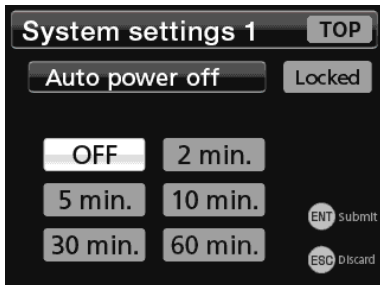 System settings 1 TOP
Auto power off Locked
OFF 2 min.
5 min. 10 min.
30 min. 60 min.
ENT Submit
ESC Discard